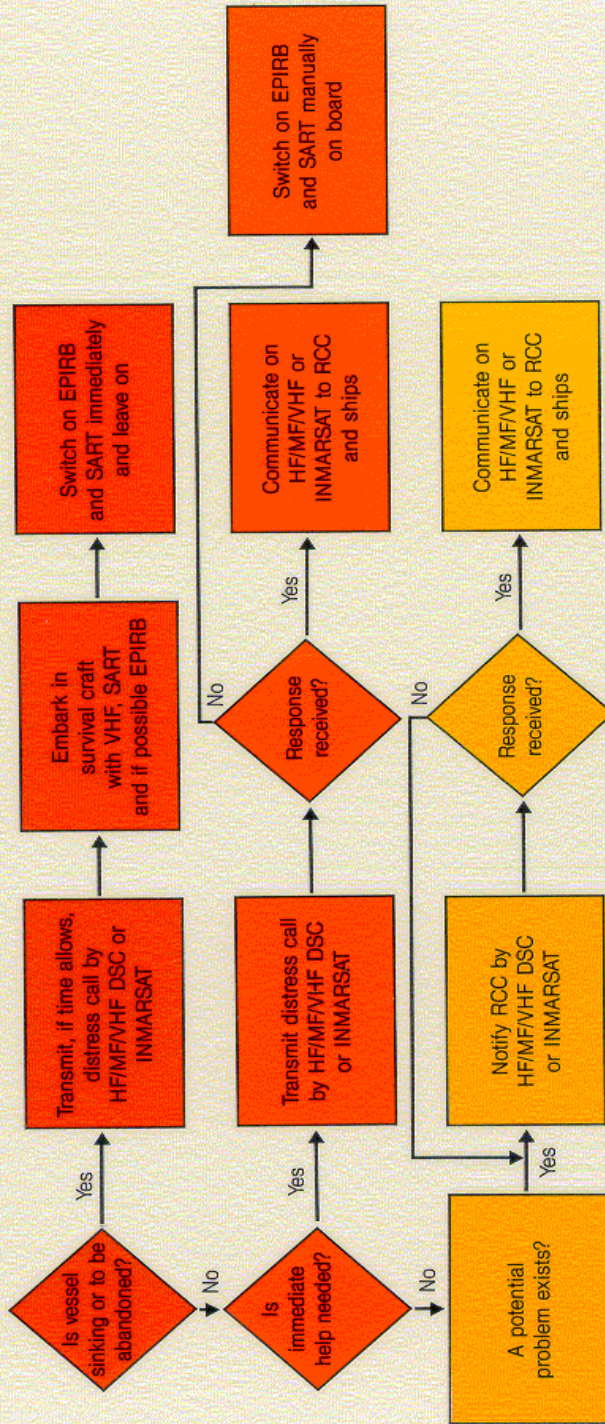 Is vessel
sinking or to be
abandoned?
Yes
Transmit, if time allows,
distress call by
HF/MF/VHF DSC or
INMARSAT
Embark in
survival craft
with VHF, SART
and if possible EPIRB
Switch on EPIRB
and SART immediately
and leave on
No
Is
immediate
help needed?
Yes
Transmit distress call
by HF/MF/VHF DSC
or INMARSAT
Response
received?
No
Yes
Communicate on
HF/MF/VHF or
INMARSAT to RCC
and ships
Switch on EPIRB
and SART manually
on board
No
A potential
problem exists?
Yes
Notify RCC by
HF/MF/VHF DSC
or INMARSAT
Response
received?
No
Yes
Communicate on
HF/MF/VHF or
INMARSAT to RCC
and ships